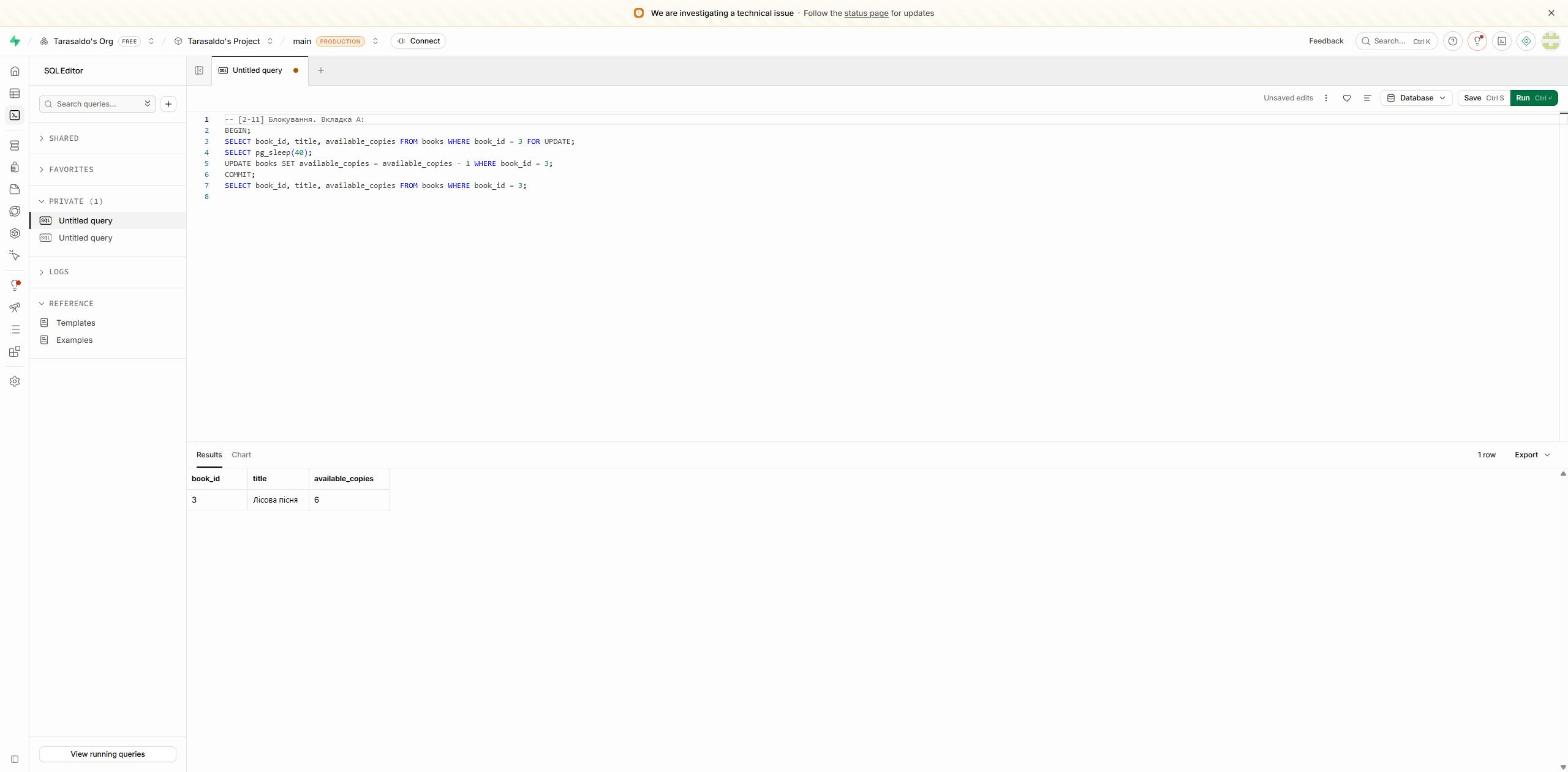 We are investigating a technical issue · Follow the status page for updates
Tarasaldo's Org FREE / Tarasaldo's Project / main PRODUCTION Connect
Feedback Search... Ctrl K
SQL Editor
Untitled query
Search queries...
Unsaved edits Database Save Ctrl S Run Ctrl ↵
SHARED
FAVORITES
PRIVATE (1)
SQL Untitled query
SQL Untitled query
LOGS
REFERENCE
Templates
Examples
View running queries
1 -- [2-11] Блокування. Вкладка A:
2 BEGIN;
3 SELECT book_id, title, available_copies FROM books WHERE book_id = 3 FOR UPDATE;
4 SELECT pg_sleep(40);
5 UPDATE books SET available_copies = available_copies - 1 WHERE book_id = 3;
6 COMMIT;
7 SELECT book_id, title, available_copies FROM books WHERE book_id = 3;
8
Results Chart 1 row Export
book_id title available_copies
3 Лісова пісня 6